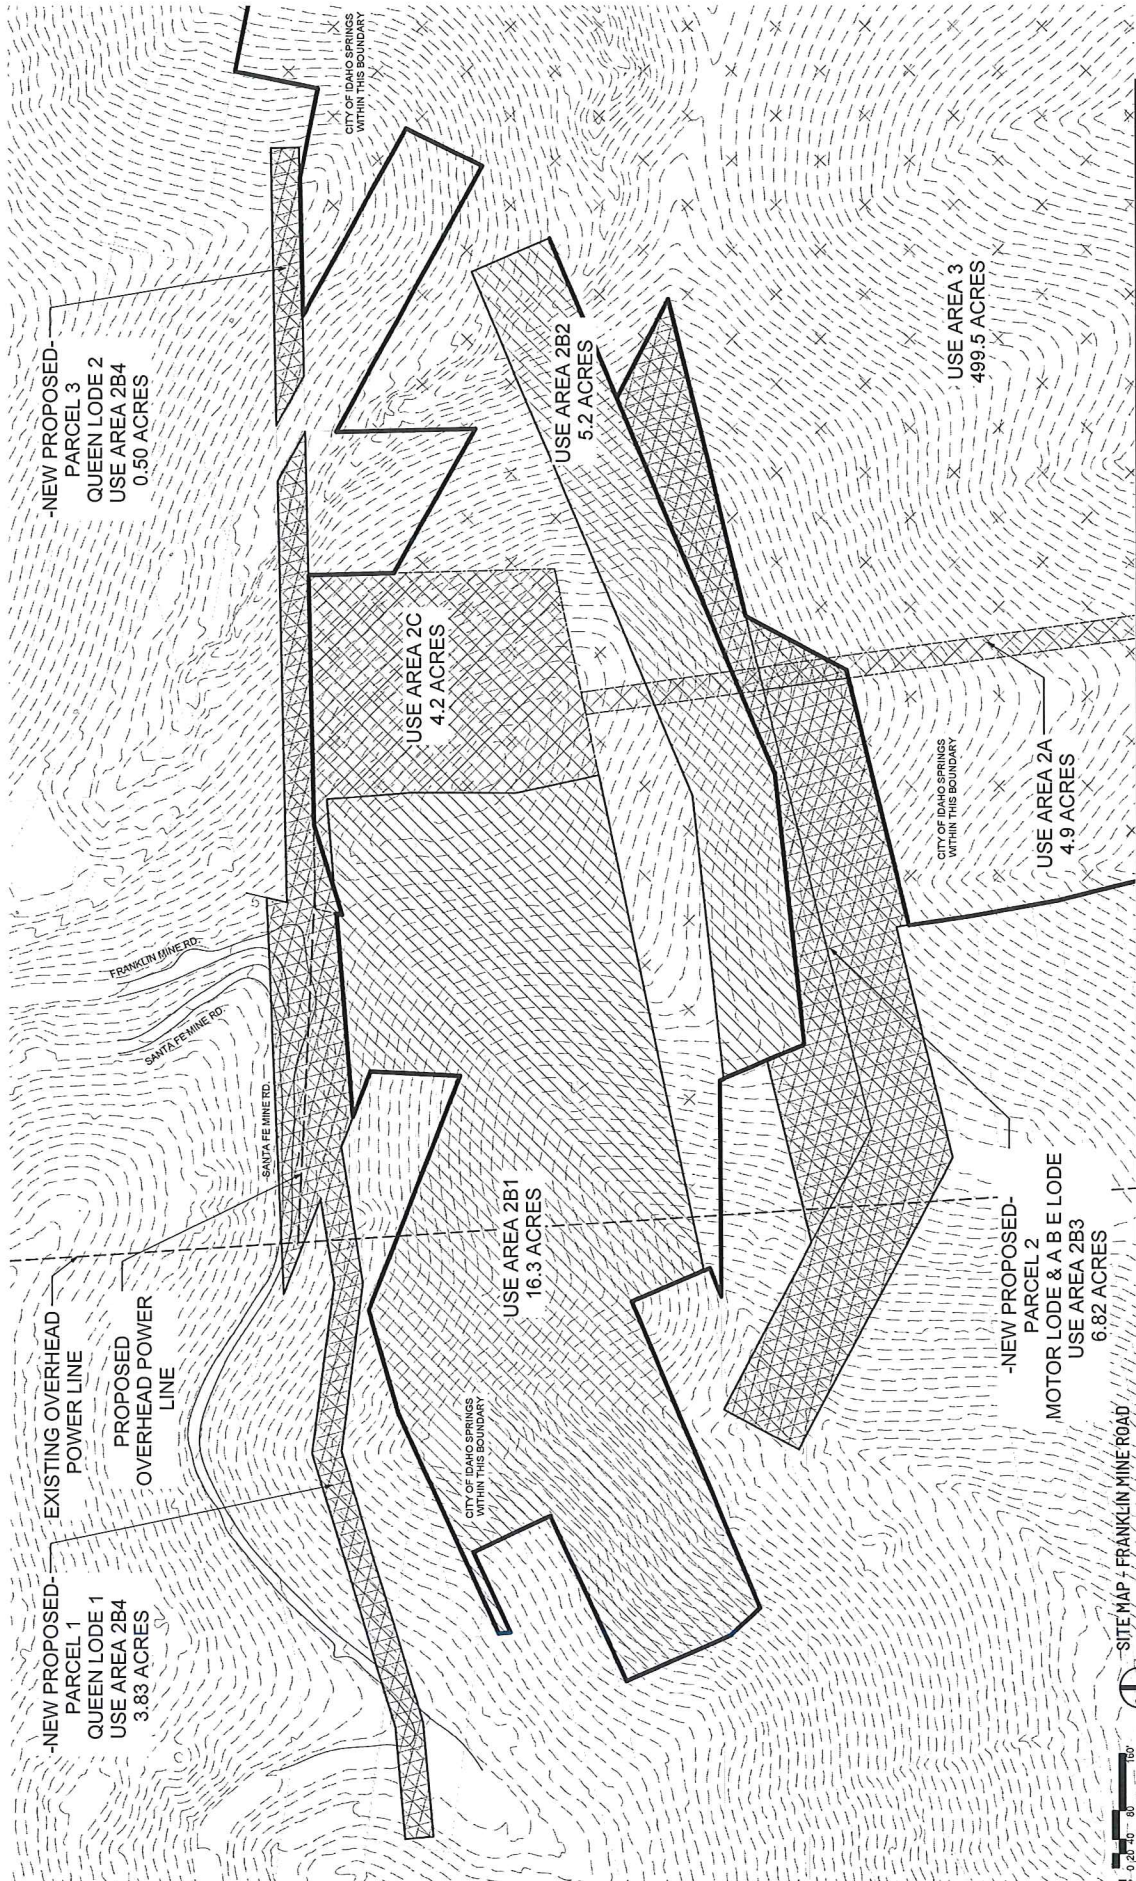 -NEW PROPOSED-
PARCEL 1
QUEEN LODE 1
USE AREA 2B4
3.83 ACRES
EXISTING OVERHEAD
POWER LINE
PROPOSED
OVERHEAD POWER
LINE
-NEW PROPOSED-
PARCEL 3
QUEEN LODE 2
USE AREA 2B4
0.50 ACRES
FRANKLIN MINE RD.
SANTA FE MINE RD.
SANTA FE MINE RD.
CITY OF IDAHO SPRINGS
WITHIN THIS BOUNDARY
USE AREA 2C
4.2 ACRES
USE AREA 2B2
5.2 ACRES
CITY OF IDAHO SPRINGS
WITHIN THIS BOUNDARY
USE AREA 2B1
16.3 ACRES
USE AREA 3
499.5 ACRES
CITY OF IDAHO SPRINGS
WITHIN THIS BOUNDARY
USE AREA 2A
4.9 ACRES
-NEW PROPOSED-
PARCEL 2
MOTOR LODE & A B E LODE
USE AREA 2B3
6.82 ACRES
SITE MAP - FRANKLIN MINE ROAD
0 20' 40' 80' 160'